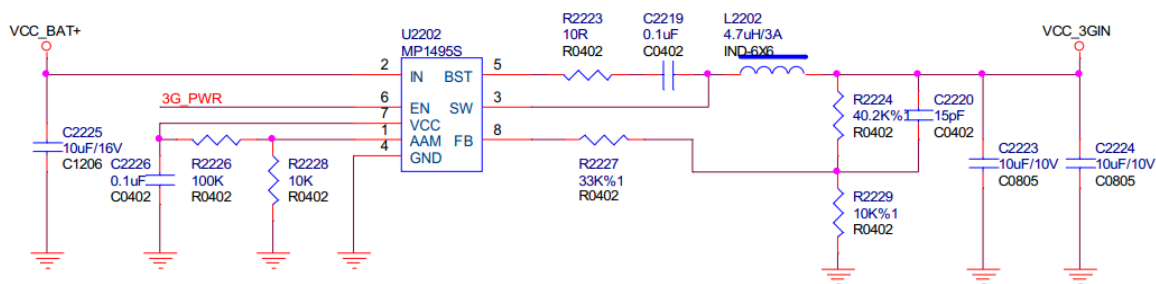 VCC_BAT+
C2225
10uF/16V
C1206
3G_PWR
C2226
0.1uF
C0402
R2226
100K
R0402
R2228
10K
R0402
U2202
MP1495S
2
IN
BST
5
6
EN
SW
3
7
VCC
1
AAM
FB
8
4
GND
R2223
10R
R0402
C2219
0.1uF
C0402
L2202
4.7uH/3A
IND-6X6
R2227
33K%1
R0402
R2224
40.2K%1
R0402
C2220
15pF
C0402
R2229
10K%1
R0402
VCC_3GIN
C2223
10uF/10V
C0805
C2224
10uF/10V
C0805